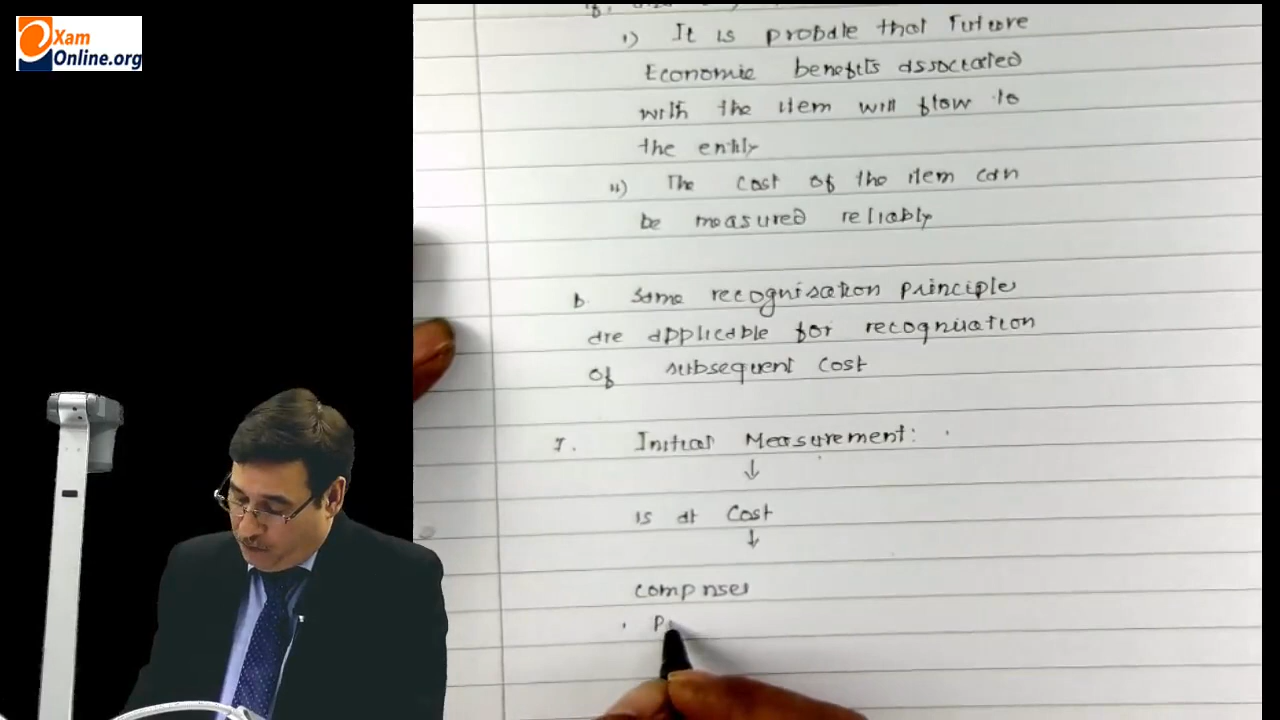 Xam
Online.org
i) It is probale that Future
Economic benefits associated
with the item will flow to
the entity
ii) The cost of the item can
be measured reliably
b. Same recognisation principles
are applicable for recognisation
of subsequent cost
7. Initial Measurement:
is at Cost
comprises